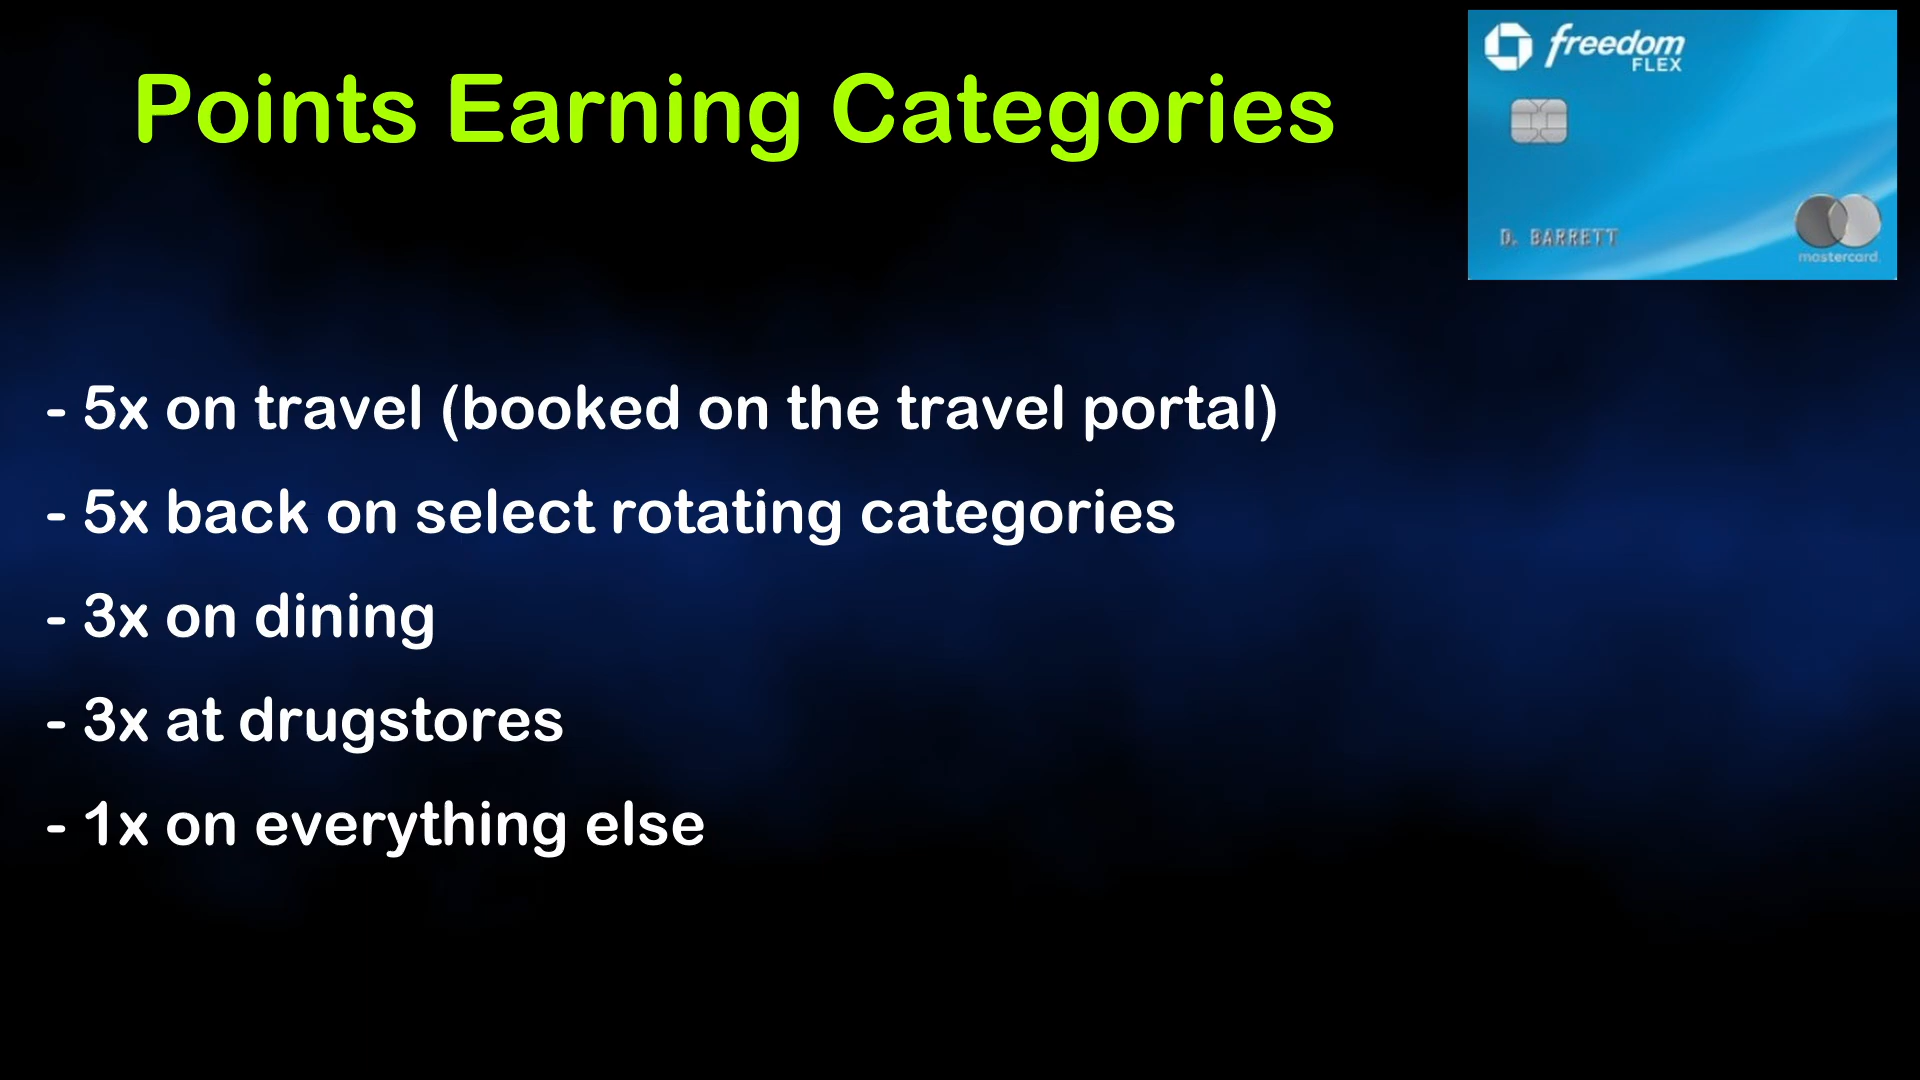 Points Earning Categories
freedom
FLEX
D. BARRETT
mastercard.
- 5x on travel (booked on the travel portal)
- 5x back on select rotating categories
- 3x on dining
- 3x at drugstores
- 1x on everything else